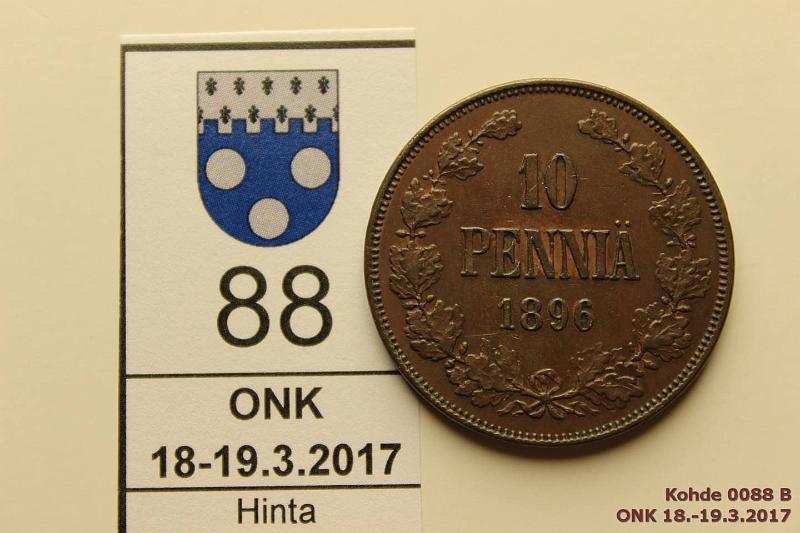 88
ONK
18-19.3.2017
Hinta
10
PENNIÄ
1896
Kohde 0088 B
ONK 18.-19.3.2017